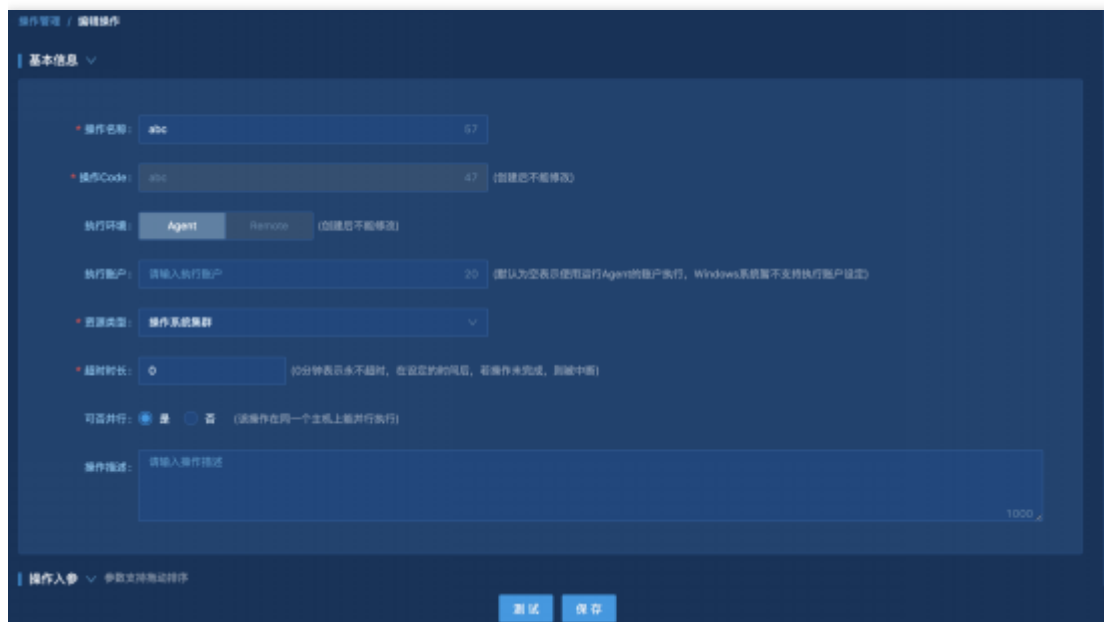 操作管理 / 编辑操作
基本信息
* 操作名称: abc 57
* 操作Code: abc 47 (创建后不能修改)
执行环境: Agent Remote (创建后不能修改)
执行账户: 请输入执行账户 20 (默认为空表示使用运行Agent的账户执行，Windows系统暂不支持执行账户设定)
* 资源类型: 操作系统集群
* 超时时长: 0 (0分钟表示永不超时，在设定的时间后，若操作未完成，则被中断)
可否并行: 是 否 (该操作在同一个主机上能并行执行)
操作描述: 请输入操作描述
1000
操作入参 参数支持拖动排序
测试 保存